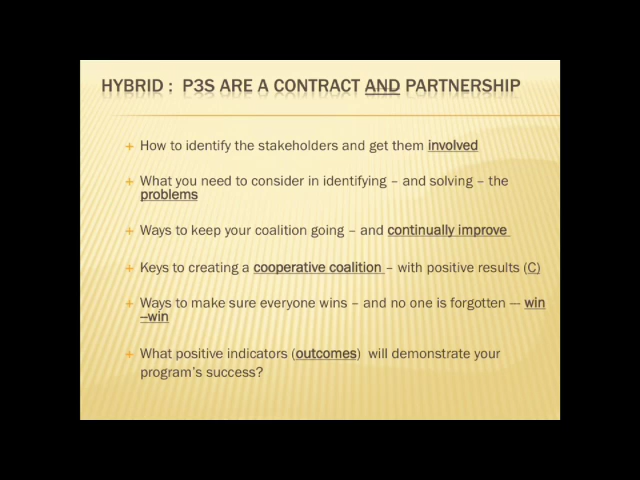 HYBRID : P3S ARE A CONTRACT AND PARTNERSHIP
How to identify the stakeholders and get them involved
What you need to consider in identifying – and solving – the
problems
Ways to keep your coalition going – and continually improve
Keys to creating a cooperative coalition – with positive results (C)
Ways to make sure everyone wins – and no one is forgotten –- win
–win
What positive indicators (outcomes) will demonstrate your
program's success?